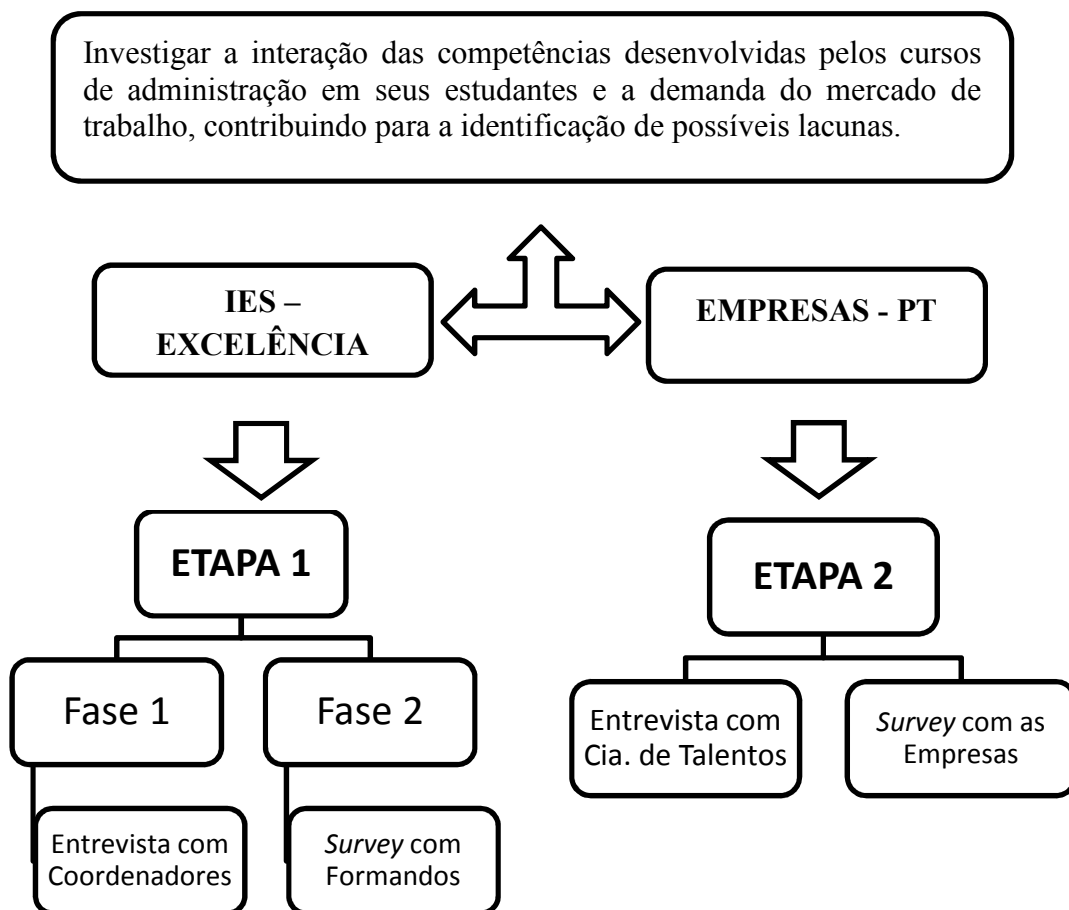 Investigar a interação das competências desenvolvidas pelos cursos
de administração em seus estudantes e a demanda do mercado de
trabalho, contribuindo para a identificação de possíveis lacunas.
IES –
EXCELÊNCIA
EMPRESAS - PT
ETAPA 1
ETAPA 2
Fase 1
Fase 2
Entrevista com
Cia. de Talentos
Survey com as
Empresas
Entrevista com
Coordenadores
Survey com
Formandos